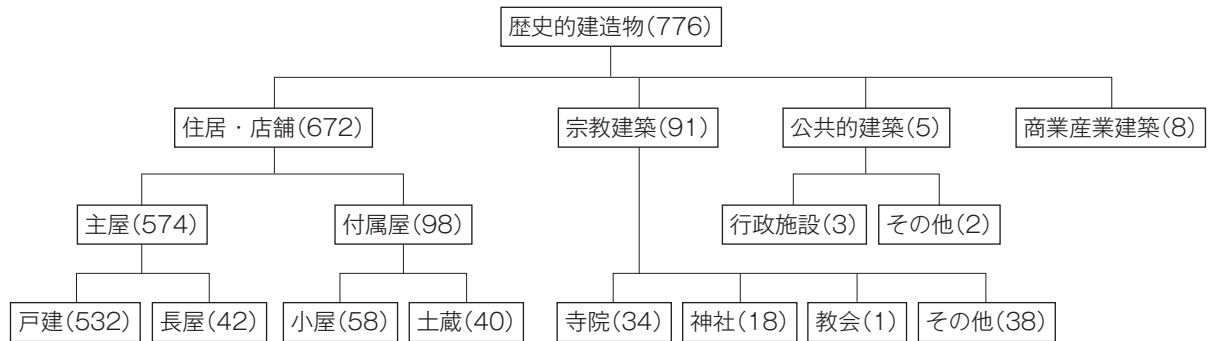 歴史的建造物(776)
住居・店舗(672)
宗教建築(91)
公共的建築(5)
商業産業建築(8)
主屋(574)
付属屋(98)
行政施設(3)
その他(2)
戸建(532)
長屋(42)
小屋(58)
土蔵(40)
寺院(34)
神社(18)
教会(1)
その他(38)